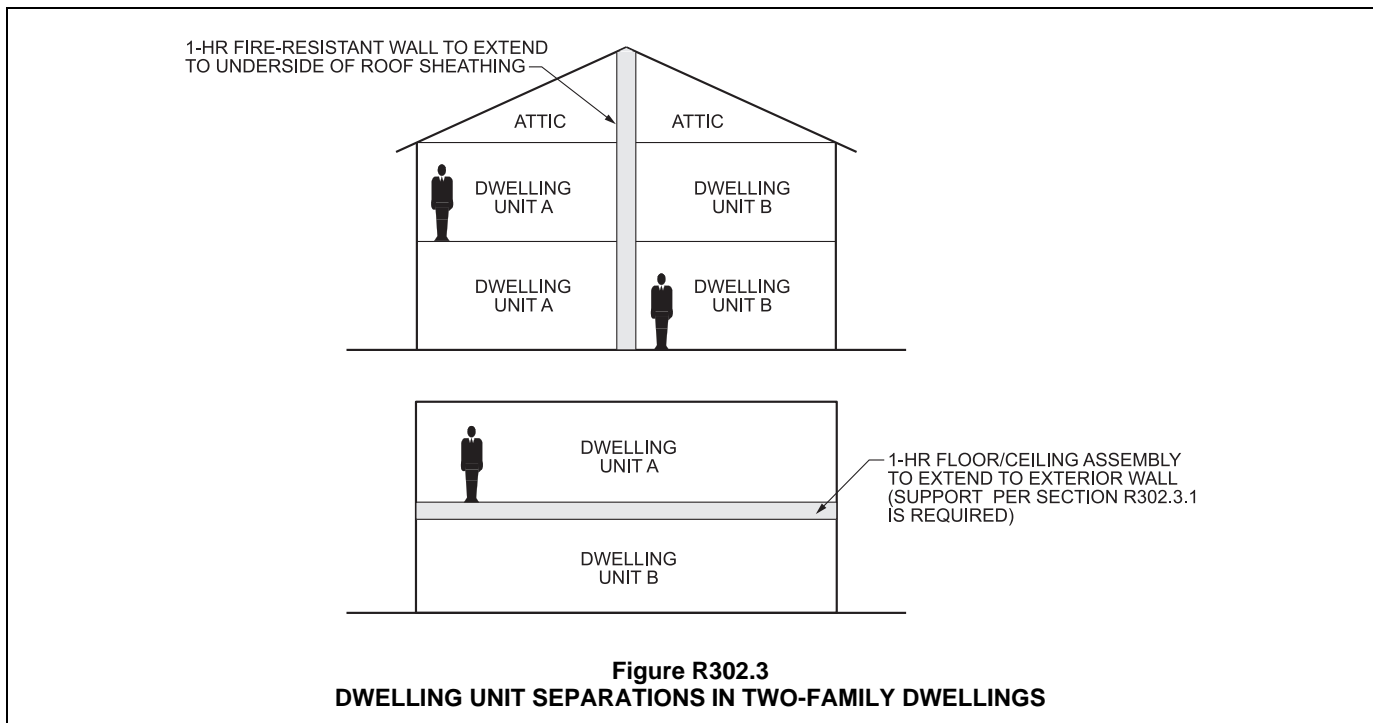 1-HR FIRE-RESISTANT WALL TO EXTEND
TO UNDERSIDE OF ROOF SHEATHING
ATTIC
ATTIC
DWELLING
UNIT A
DWELLING
UNIT B
DWELLING
UNIT A
DWELLING
UNIT B
DWELLING
UNIT A
1-HR FLOOR/CEILING ASSEMBLY
TO EXTEND TO EXTERIOR WALL
(SUPPORT PER SECTION R302.3.1
IS REQUIRED)
DWELLING
UNIT B
Figure R302.3
DWELLING UNIT SEPARATIONS IN TWO-FAMILY DWELLINGS